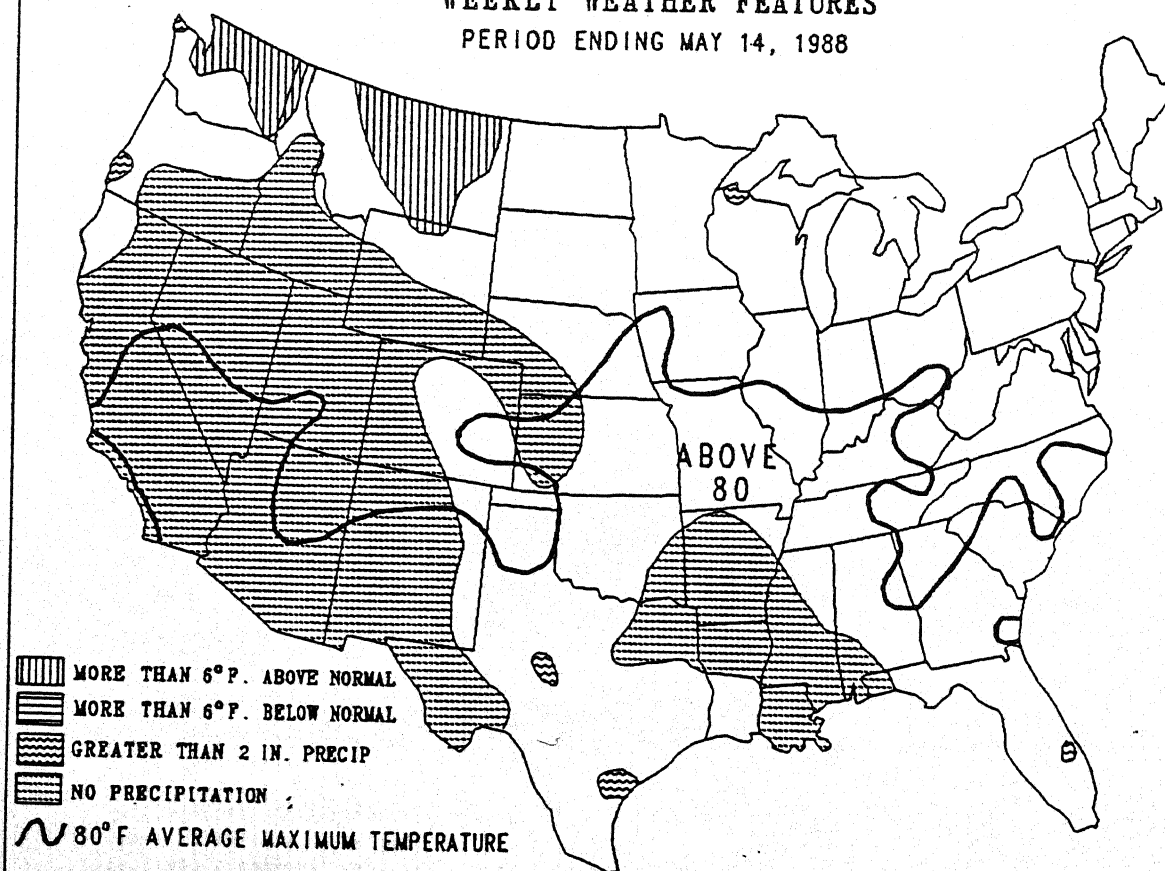 WEEKLY WEATHER FEATURES
PERIOD ENDING MAY 14, 1988
ABOVE
80
MORE THAN 6°F. ABOVE NORMAL
MORE THAN 6°F. BELOW NORMAL
GREATER THAN 2 IN. PRECIP
NO PRECIPITATION
80°F AVERAGE MAXIMUM TEMPERATURE